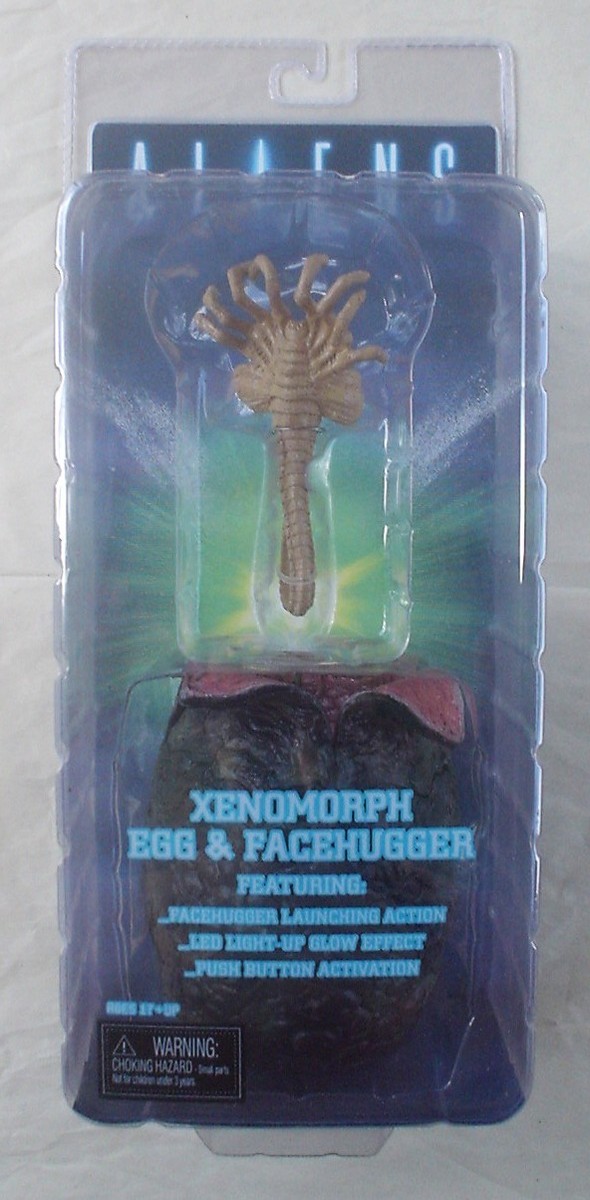 ALIENS
XENOMORPH
EGG & FACEHUGGER
FEATURING:
...FACEHUGGER LAUNCHING ACTION
...LED LIGHT-UP GLOW EFFECT
...PUSH BUTTON ACTIVATION
AGES 17+UP
WARNING:
CHOKING HAZARD - Small parts
Not for children under 3 years.